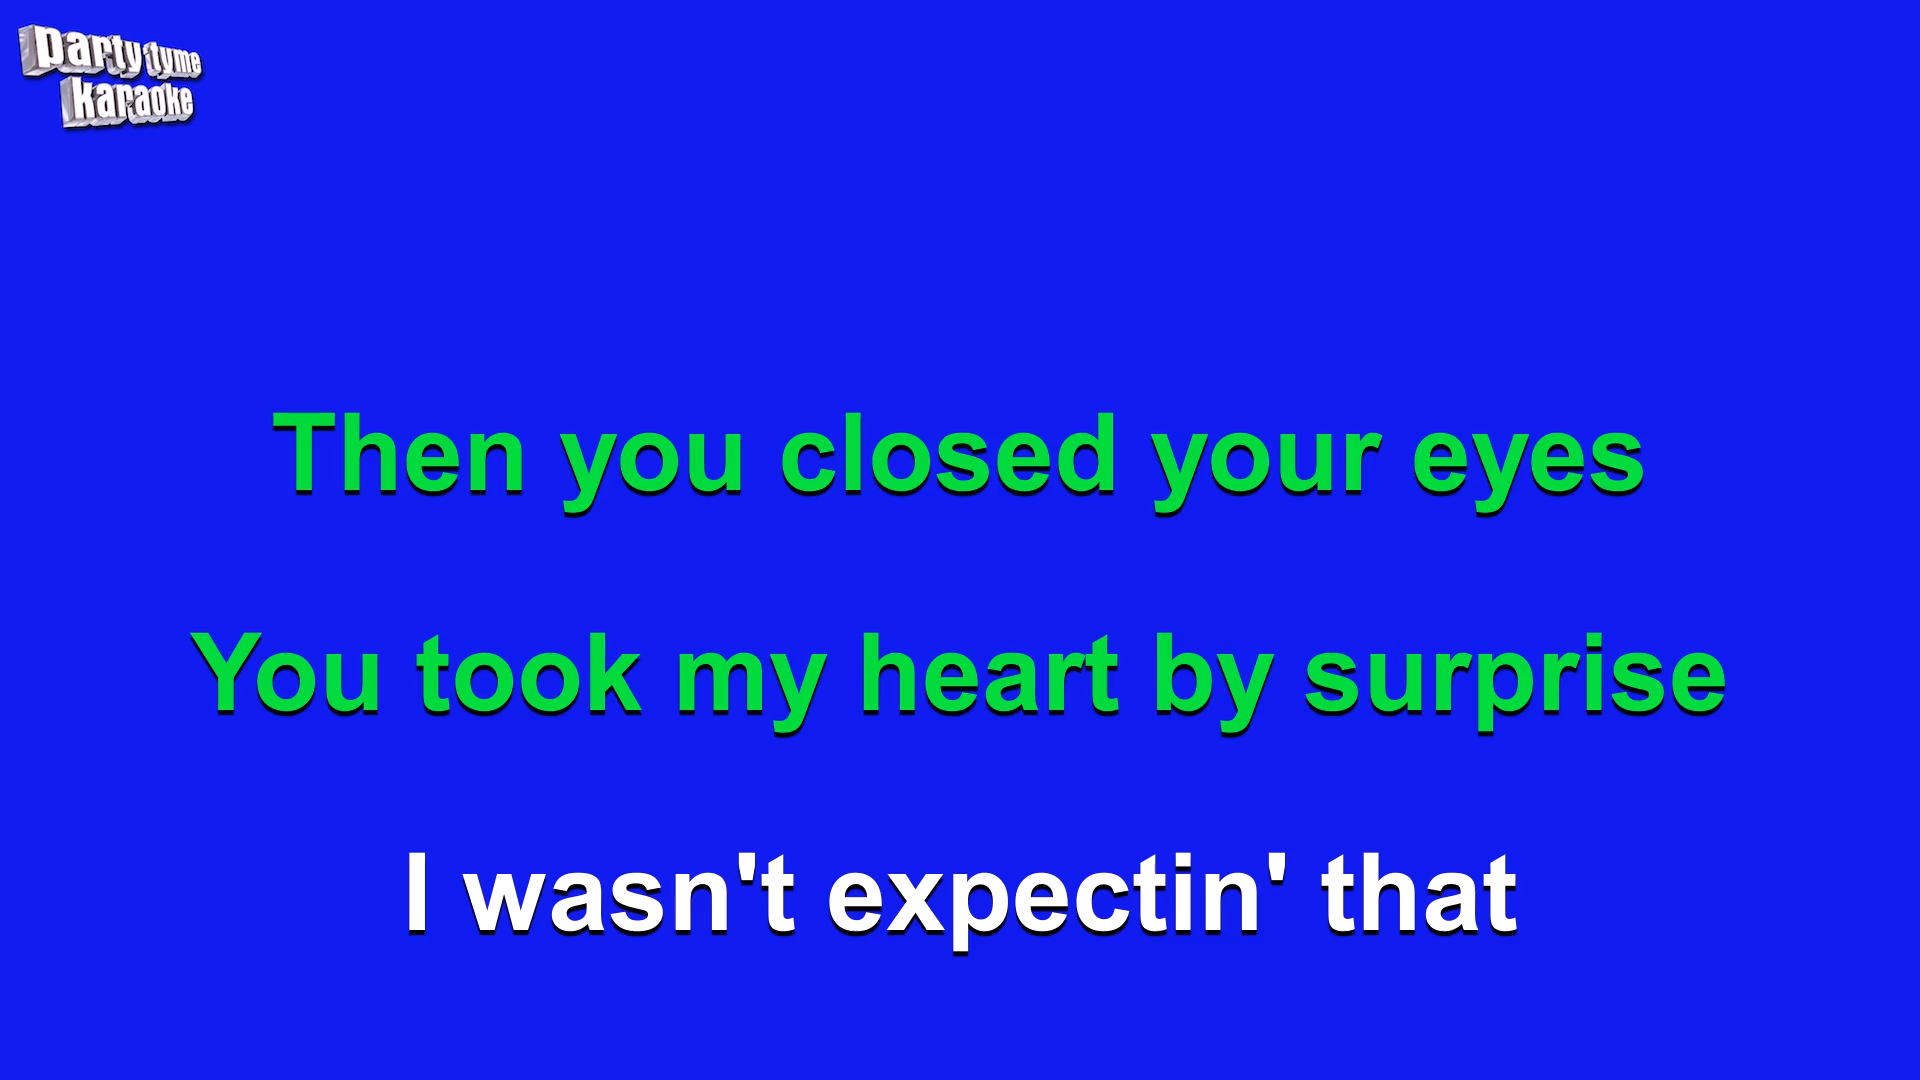 party tyme
karaoke
Then you closed your eyes
You took my heart by surprise
I wasn't expectin' that